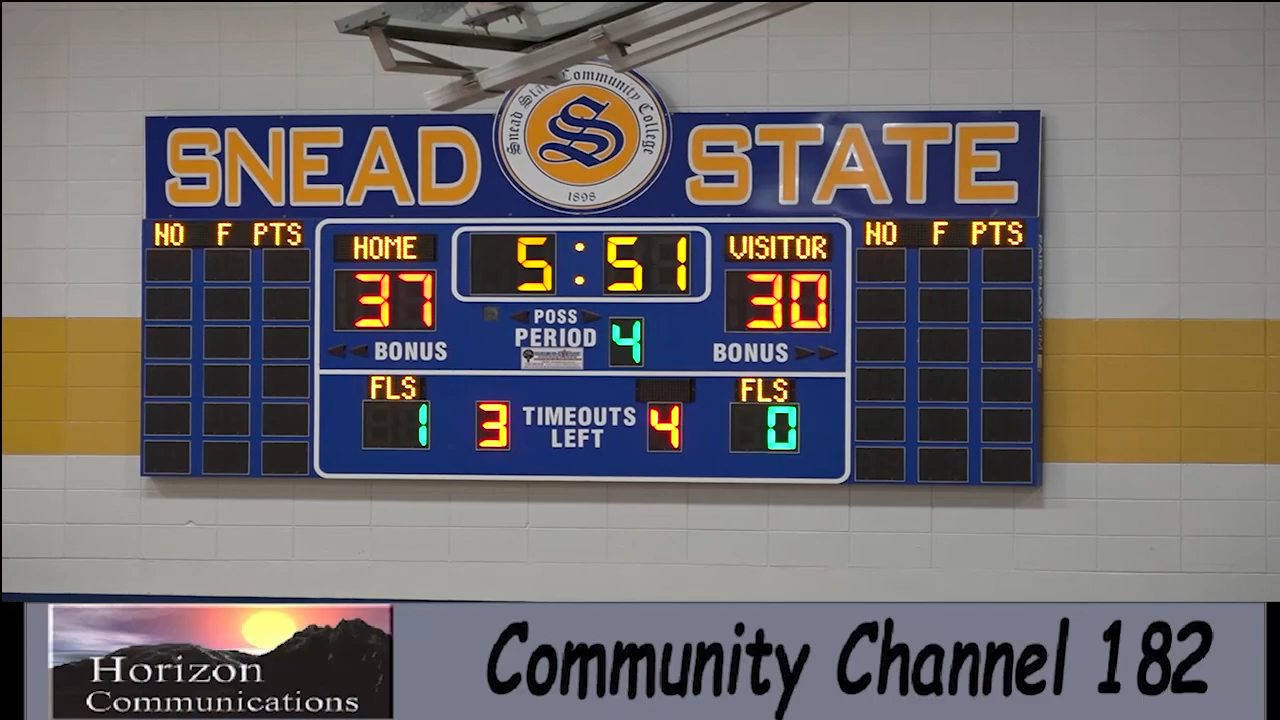 Snead State Community College
S
1898
SNEAD STATE
NO F PTS
HOME
5:51
VISITOR
NO F PTS
37
30
POSS
PERIOD 4
BONUS
BONUS
FLS
FLS
1
3
TIMEOUTS
LEFT
4
0
Horizon
Communications
Community Channel 182